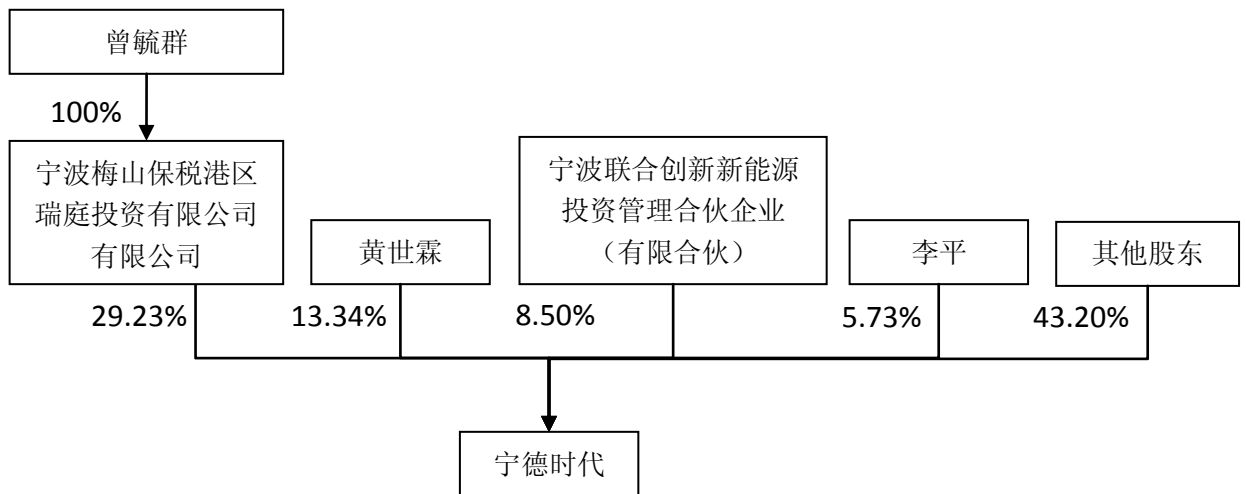 曾毓群
100%
宁波梅山保税港区
瑞庭投资有限公司
有限公司
黄世霖
宁波联合创新新能源
投资管理合伙企业
（有限合伙）
李平
其他股东
29.23%
13.34%
8.50%
5.73%
43.20%
宁德时代